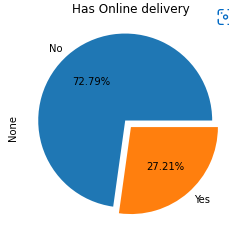 Has Online delivery
No
72.79%
None
27.21%
Yes